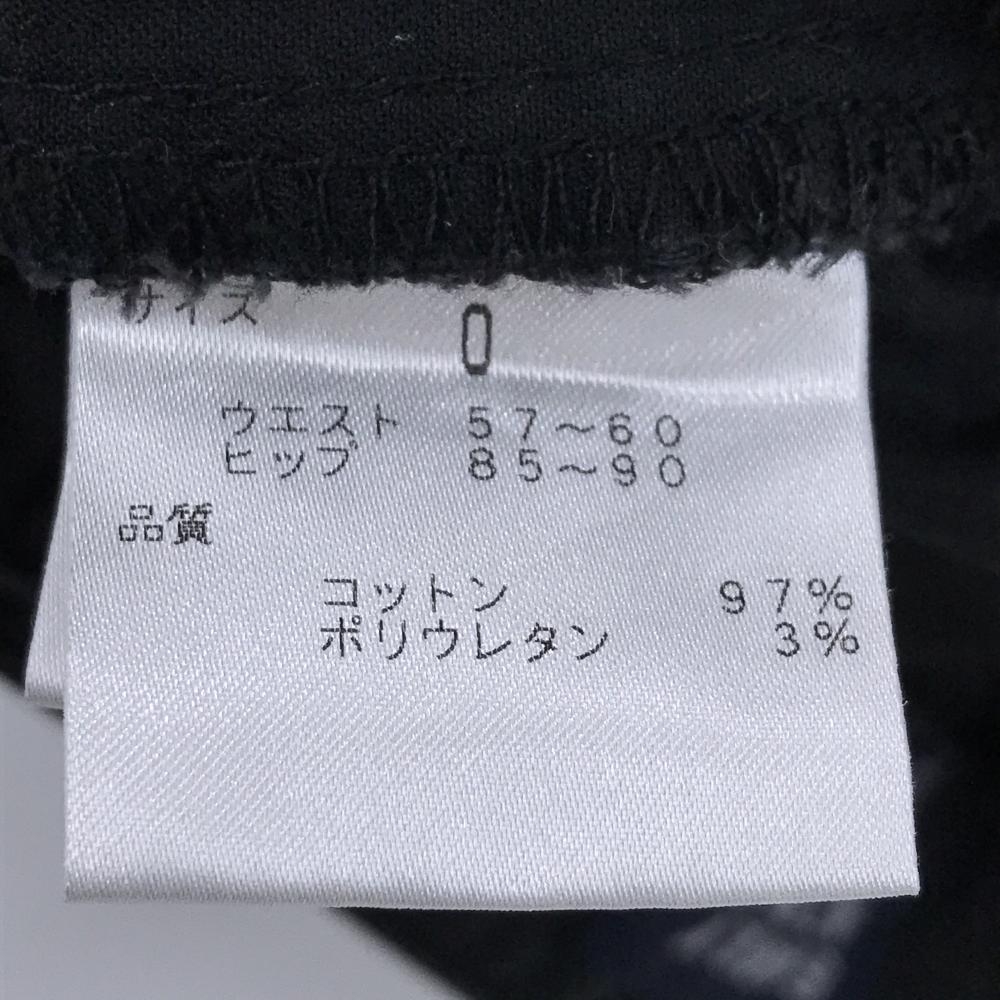 サイズ 0
ウエスト 57～60
ヒップ 85～90
品質
コットン 97%
ポリウレタン 3%